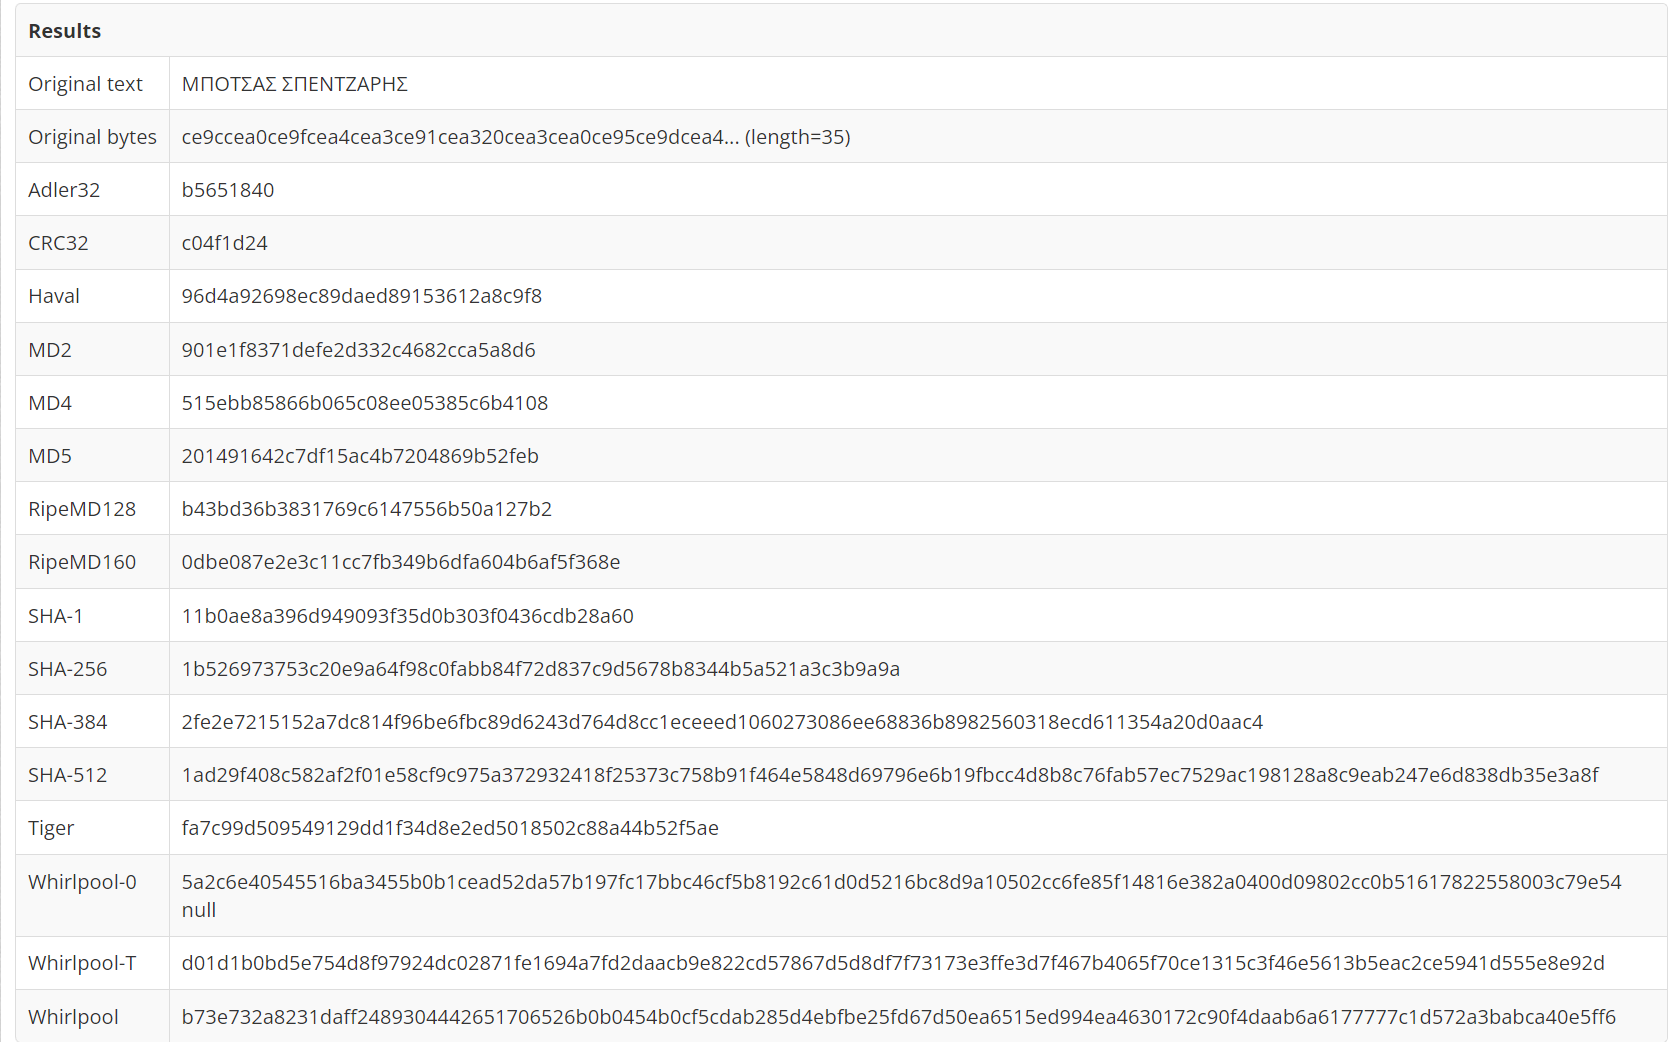 Results
Original text ΜΠΟΤΣΑΣ ΣΠΕΝΤΖΑΡΗΣ
Original bytes ce9ccea0ce9fcea4cea3ce91cea320cea3cea0ce95ce9dcea4... (length=35)
Adler32 b5651840
CRC32 c04f1d24
Haval 96d4a92698ec89daed89153612a8c9f8
MD2 901e1f8371defe2d332c4682cca5a8d6
MD4 515ebb85866b065c08ee05385c6b4108
MD5 201491642c7df15ac4b7204869b52feb
RipeMD128 b43bd36b3831769c6147556b50a127b2
RipeMD160 0dbe087e2e3c11cc7fb349b6dfa604b6af5f368e
SHA-1 11b0ae8a396d949093f35d0b303f0436cdb28a60
SHA-256 1b526973753c20e9a64f98c0fabb84f72d837c9d5678b8344b5a521a3c3b9a9a
SHA-384 2fe2e7215152a7dc814f96be6fbc89d6243d764d8cc1eceeed1060273086ee68836b8982560318ecd611354a20d0aac4
SHA-512 1ad29f408c582af2f01e58cf9c975a372932418f25373c758b91f464e5848d69796e6b19fbcc4d8b8c76fab57ec7529ac198128a8c9eab247e6d838db35e3a8f
Tiger fa7c99d509549129dd1f34d8e2ed5018502c88a44b52f5ae
Whirlpool-0 5a2c6e40545516ba3455b0b1cead52da57b197fc17bbc46cf5b8192c61d0d5216bc8d9a10502cc6fe85f14816e382a0400d09802cc0b51617822558003c79e54
null
Whirlpool-T d01d1b0bd5e754d8f97924dc02871fe1694a7fd2daacb9e822cd57867d5d8df7f73173e3ffe3d7f467b4065f70ce1315c3f46e5613b5eac2ce5941d555e8e92d
Whirlpool b73e732a8231daff2489304442651706526b0b0454b0cf5cdab285d4ebfbe25fd67d50ea6515ed994ea4630172c90f4daab6a6177777c1d572a3babca40e5ff6